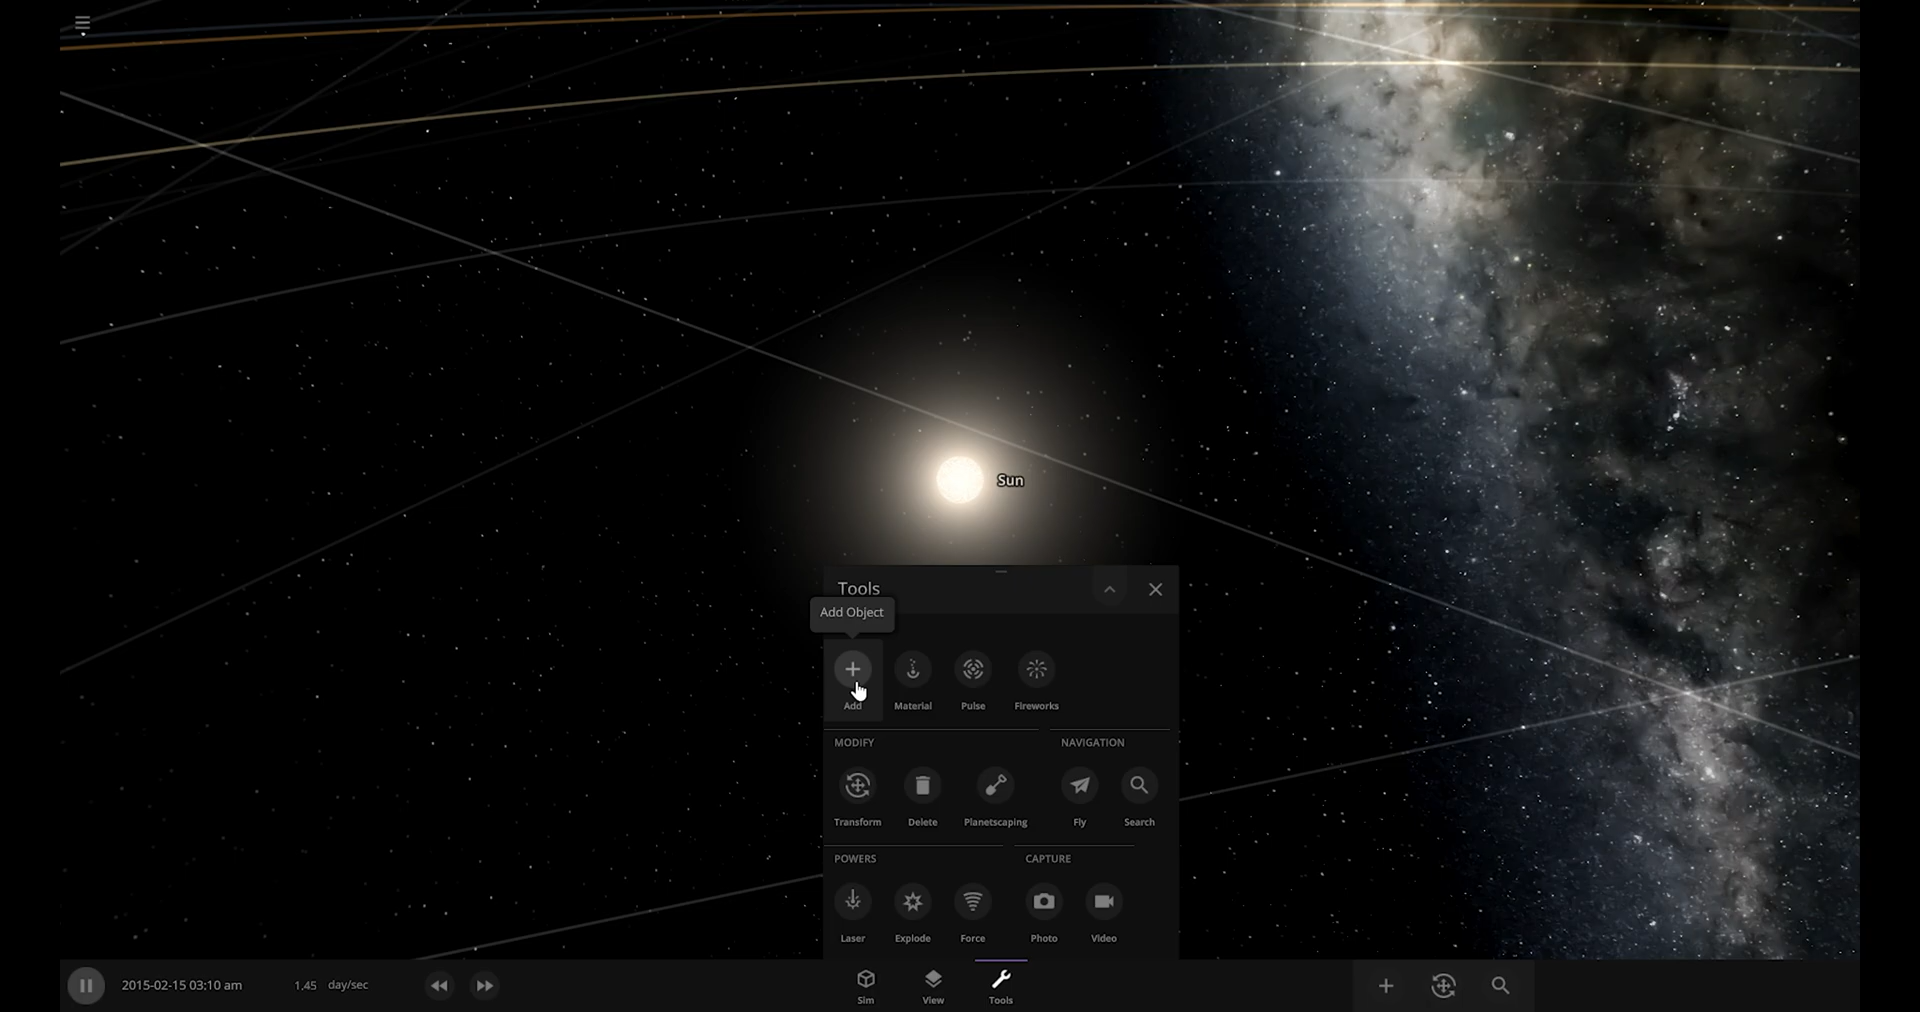 Sun
Tools
Add Object
Add Material Pulse Fireworks
MODIFY NAVIGATION
Transform Delete Planetscaping Fly Search
POWERS CAPTURE
Laser Explode Force Photo Video
2015-02-15 03:10 am 1,45 day/sec
Sim View Tools